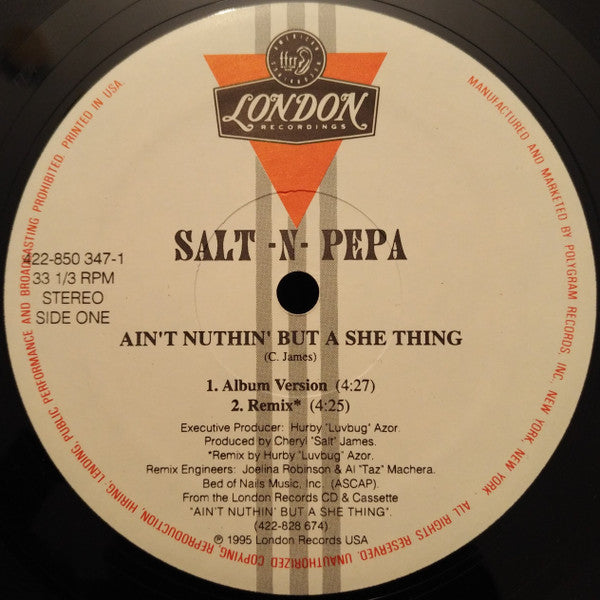 AMERICAN
ffrr
RECORDINGS
LONDON
RECORDINGS
SALT -N- PEPA
422-850 347-1
33 1/3 RPM
STEREO
SIDE ONE
AIN'T NUTHIN' BUT A SHE THING
(C. James)
1. Album Version (4:27)
2. Remix* (4:25)
Executive Producer: Hurby "Luvbug" Azor.
Produced by Cheryl "Salt" James.
*Remix by Hurby "Luvbug" Azor.
Remix Engineers: Joelina Robinson & Al "Taz" Machera.
Bed of Nails Music, Inc. (ASCAP).
From the London Records CD & Cassette
"AIN'T NUTHIN' BUT A SHE THING".
(422-828 674)
℗ 1995 London Records USA
MANUFACTURED AND MARKETED BY POLYGRAM RECORDS, INC., NEW YORK, NEW YORK. ALL RIGHTS RESERVED. UNAUTHORIZED COPYING, REPRODUCTION, HIRING, LENDING, PUBLIC PERFORMANCE AND BROADCASTING PROHIBITED. PRINTED IN USA.